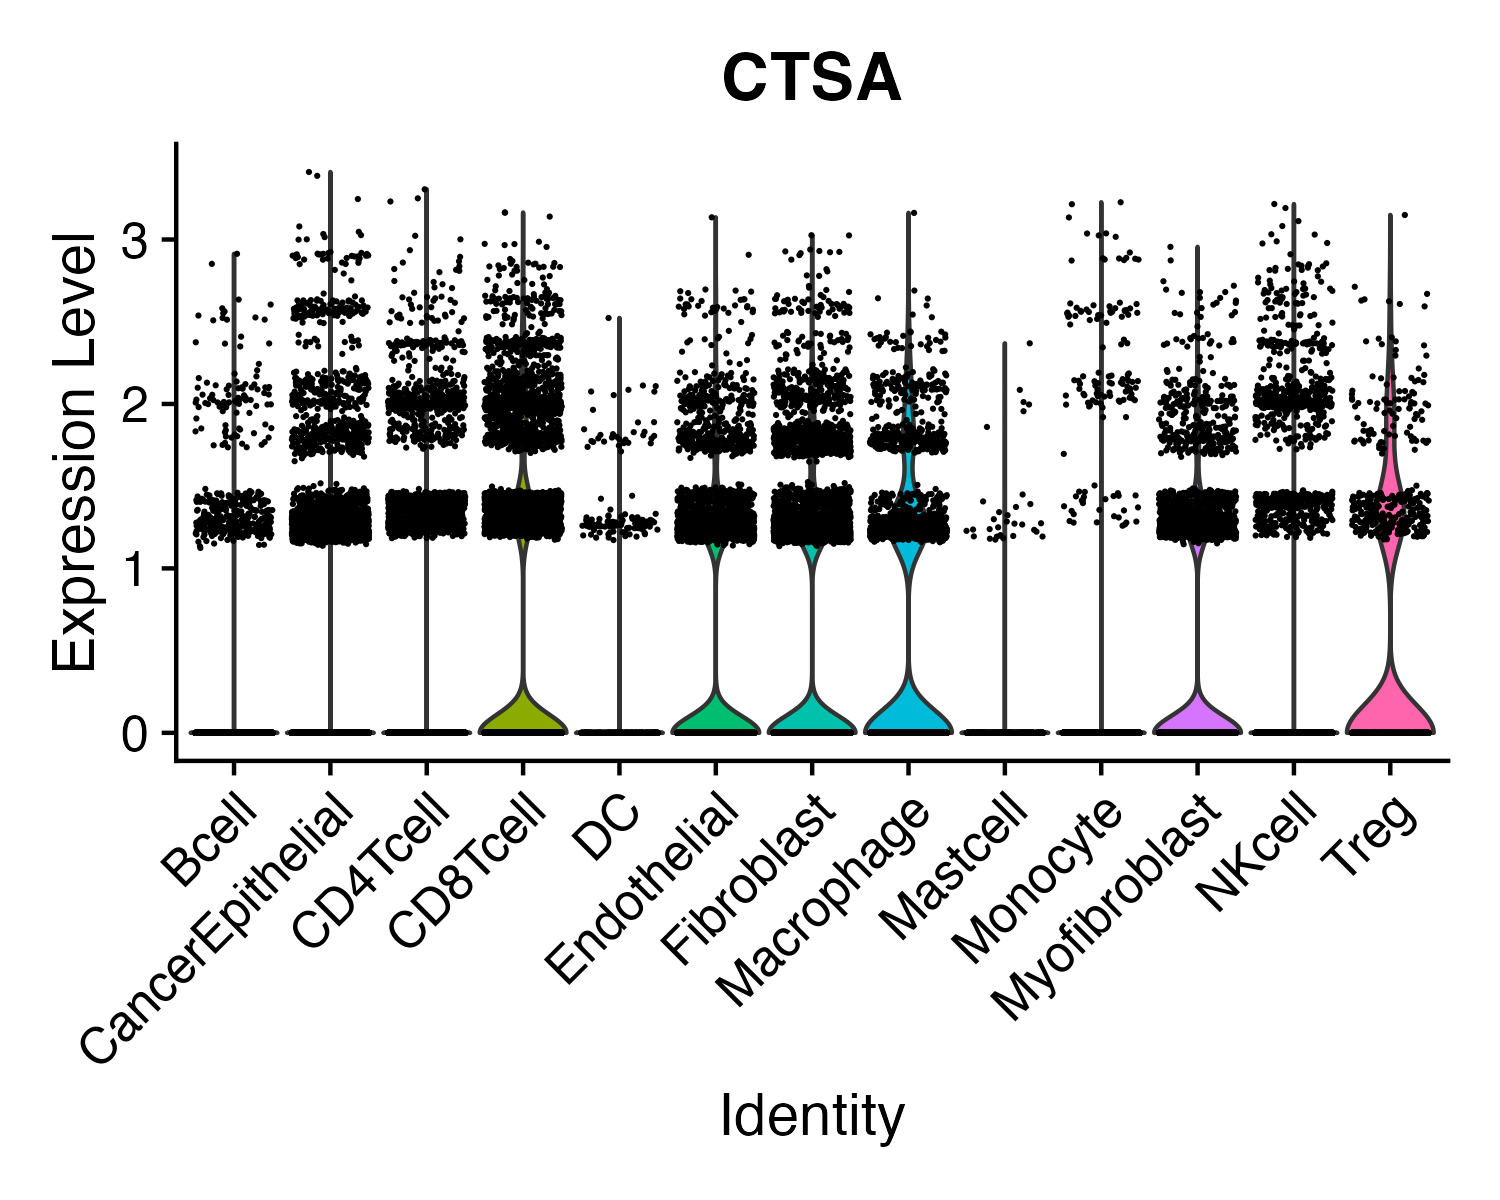 CTSA
Expression Level
3
2
1
0
Bcell
CancerEpithelial
CD4Tcell
CD8Tcell
DC
Endothelial
Fibroblast
Macrophage
Mastcell
Monocyte
Myofibroblast
NKcell
Treg
Identity